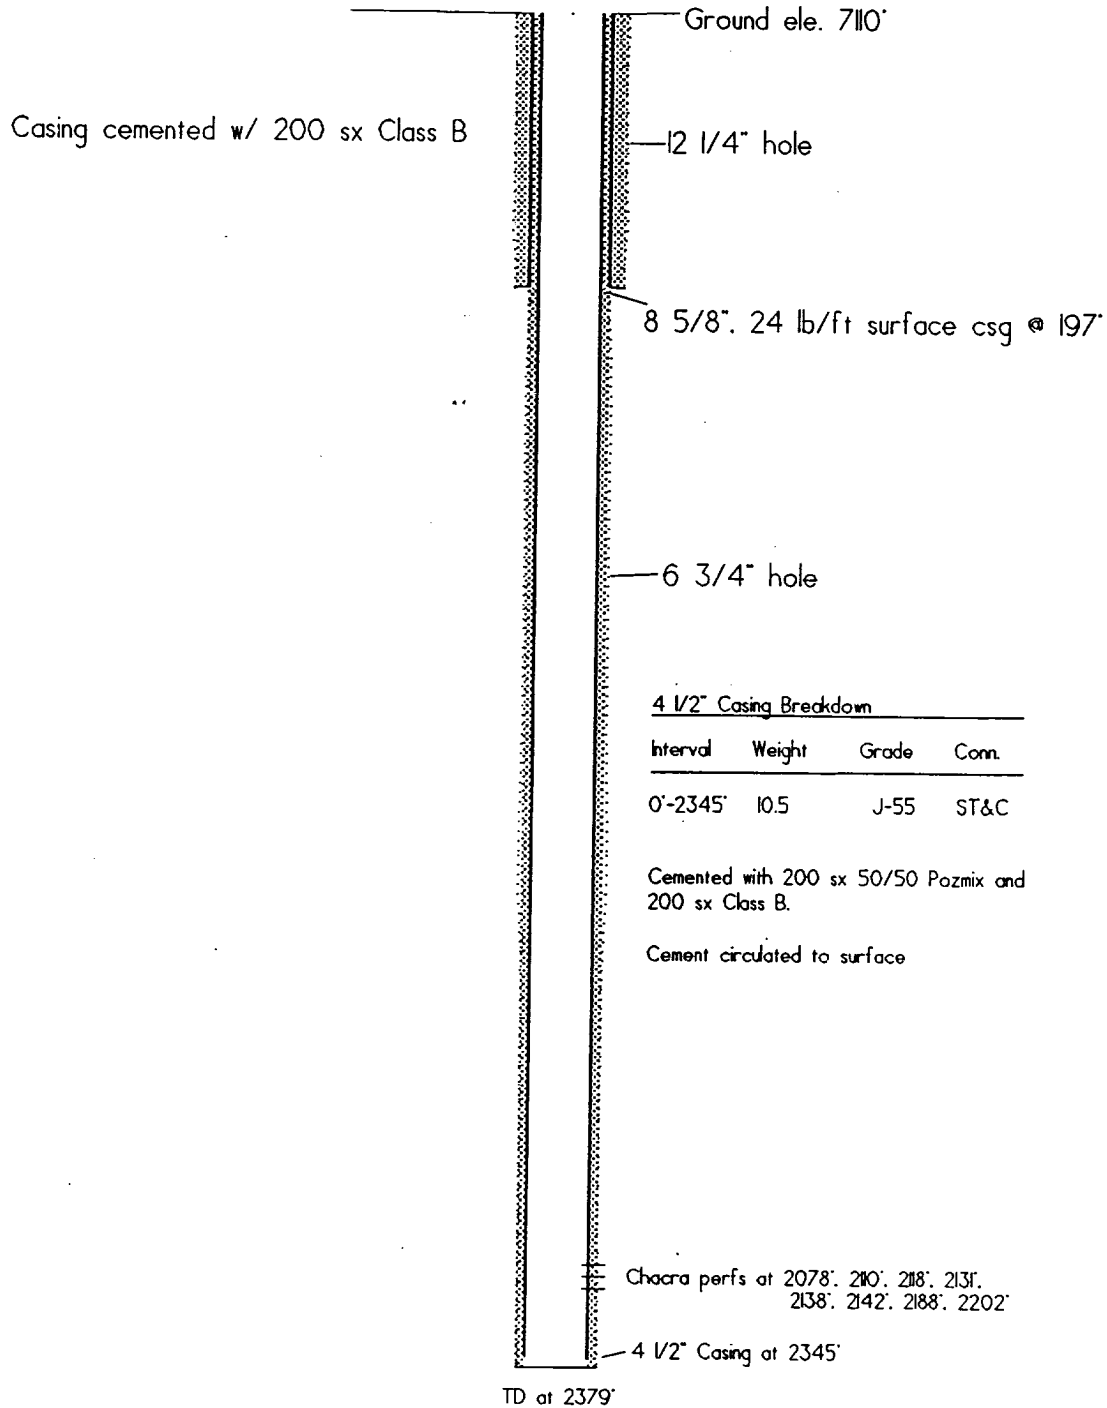 Ground ele. 7110'
Casing cemented w/ 200 sx Class B
12 1/4" hole
8 5/8", 24 lb/ft surface csg @ 197'
6 3/4" hole
4 1/2" Casing Breakdown
Interval Weight Grade Conn.
0'-2345' 10.5 J-55 ST&C
Cemented with 200 sx 50/50 Pozmix and
200 sx Class B.
Cement circulated to surface
Chacra perfs at 2078', 2110', 2118', 2131',
2138', 2142', 2188', 2202'
4 1/2" Casing at 2345'
TD at 2379'